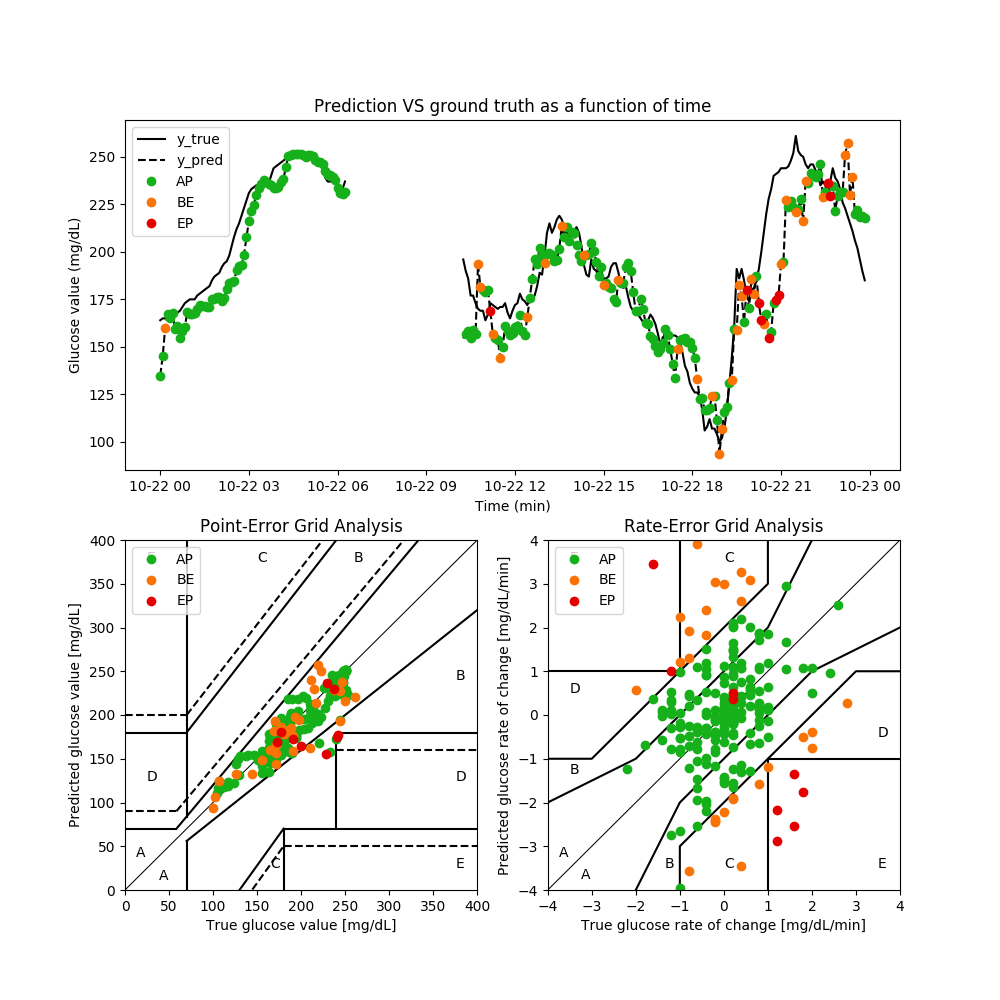 Prediction VS ground truth as a function of time
Glucose value (mg/dL)
250
225
200
175
150
125
100
y_true
y_pred
AP
BE
EP
10-22 00 10-22 03 10-22 06 10-22 09 10-22 12 10-22 15 10-22 18 10-22 21 10-23 00
Time (min)
Point-Error Grid Analysis
Predicted glucose value [mg/dL]
400
350
300
250
200
150
100
50
0
AP
BE
EP
C
B
B
D
D
A
A
C
E
0 50 100 150 200 250 300 350 400
True glucose value [mg/dL]
Rate-Error Grid Analysis
Predicted glucose rate of change [mg/dL/min]
4
3
2
1
0
−1
−2
−3
−4
AP
BE
EP
C
D
D
B
A
A
B
C
E
−4 −3 −2 −1 0 1 2 3 4
True glucose rate of change [mg/dL/min]